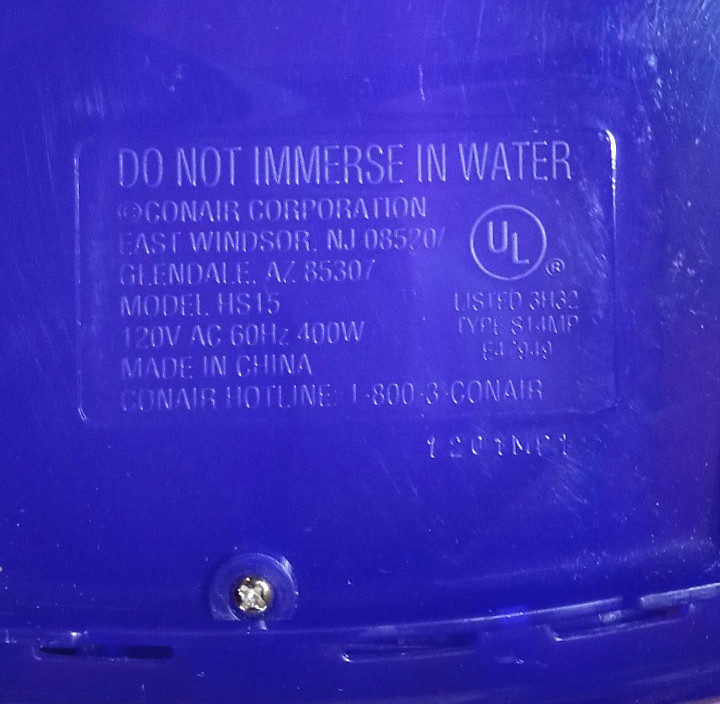 DO NOT IMMERSE IN WATER
©CONAIR CORPORATION
EAST WINDSOR, NJ 08520/
GLENDALE, AZ 85307
MODEL HS15
120V AC 60Hz 400W
MADE IN CHINA
CONAIR HOTLINE: 1-800-3-CONAIR
UL®
LISTED 3H32
TYPE S14MP
E47949